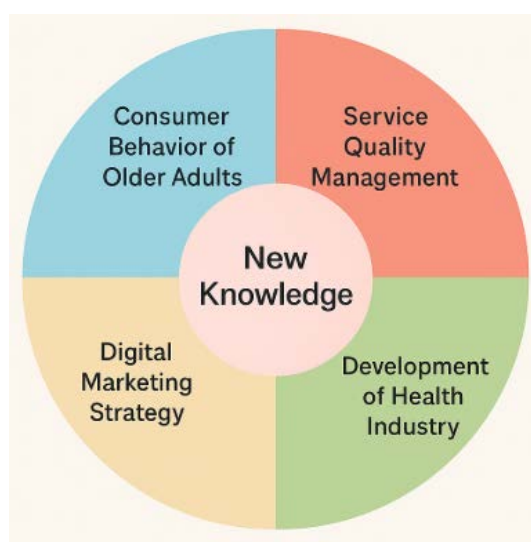 Consumer
Behavior of
Older Adults
Service
Quality
Management
New
Knowledge
Digital
Marketing
Strategy
Development
of Health
Industry